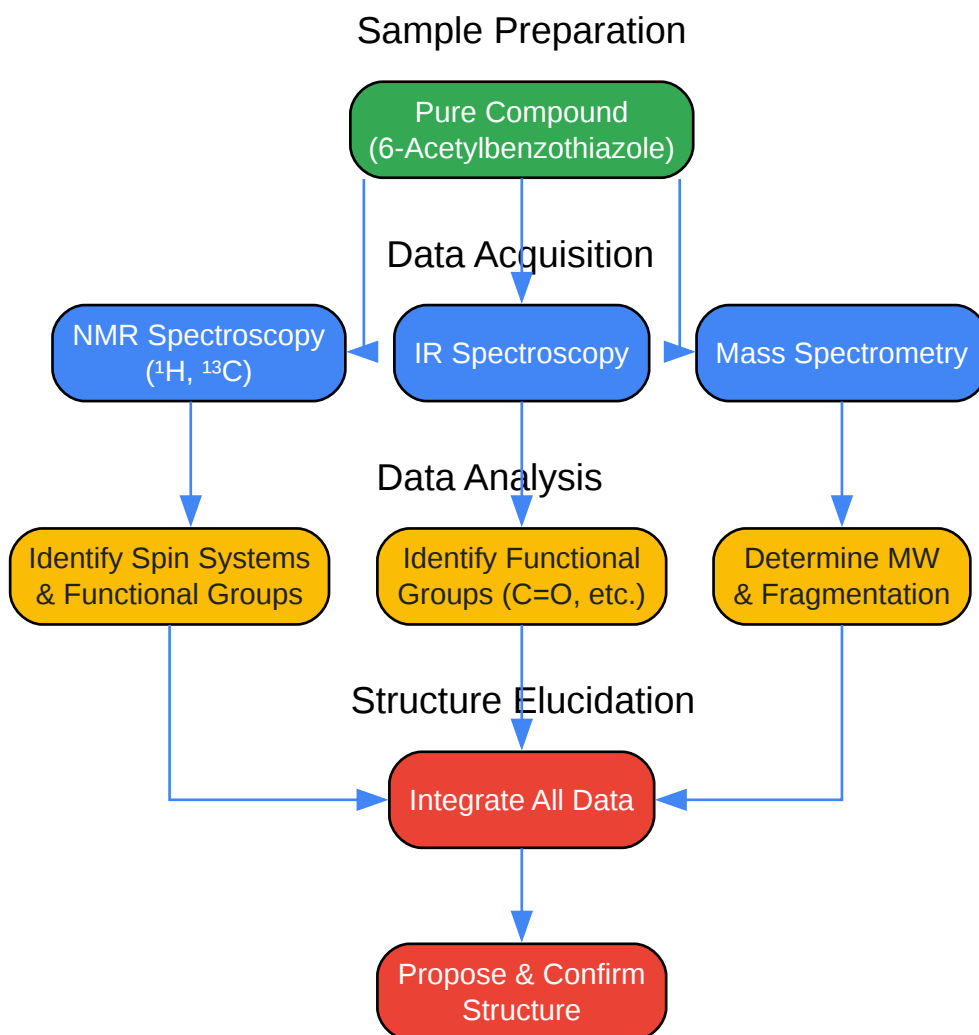 Sample Preparation
Pure Compound
(6-Acetylbenzothiazole)
Data Acquisition
NMR Spectroscopy
(¹H, ¹³C)
IR Spectroscopy
Mass Spectrometry
Data Analysis
Identify Spin Systems
& Functional Groups
Identify Functional
Groups (C=O, etc.)
Determine MW
& Fragmentation
Structure Elucidation
Integrate All Data
Propose & Confirm
Structure